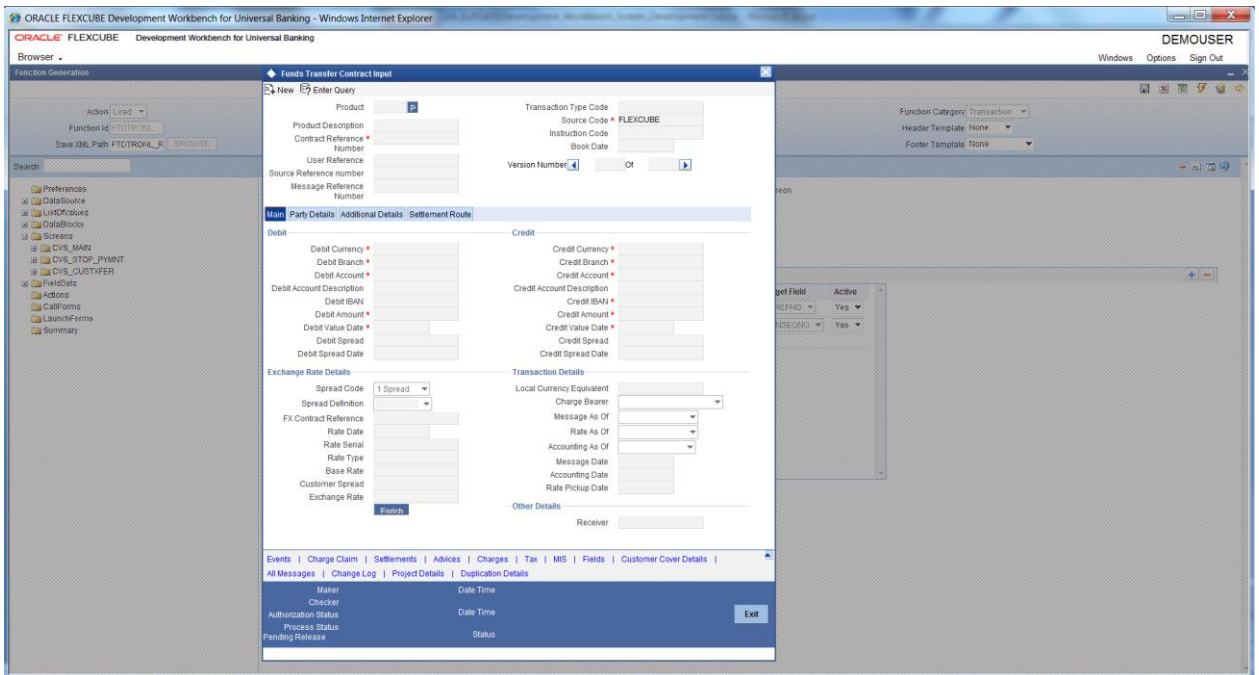 ORACLE FLEXCUBE Development Workbench for Universal Banking - Windows Internet Explorer
ORACLE FLEXCUBE Development Workbench for Universal Banking
DEMOUSER
Browser
Windows Options Sign Out
Function Generation
Action Load
Function Id FTDTRONL
Save XML Path FTDTRONL_R BROWSE
Function Category Transaction
Header Template None
Footer Template None
Search
Preferences
DataSource
ListOfValues
DataBlocks
Screens
CVS_MAIN
CVS_STOP_PYMNT
CVS_CUSTXFER
FieldSets
Actions
CallForms
LaunchForms
Summary
reen
get Field Active
REFNO Yes
NSEQNO Yes
Funds Transfer Contract Input
New Enter Query
Product P
Product Description
Contract Reference *
Number
User Reference
Source Reference number
Message Reference
Number
Transaction Type Code
Source Code * FLEXCUBE
Instruction Code
Book Date
Version Number Of
Main Party Details Additional Details Settlement Route
Debit
Debit Currency *
Debit Branch *
Debit Account *
Debit Account Description
Debit IBAN
Debit Amount *
Debit Value Date *
Debit Spread
Debit Spread Date
Credit
Credit Currency *
Credit Branch *
Credit Account *
Credit Account Description
Credit IBAN *
Credit Amount *
Credit Value Date *
Credit Spread
Credit Spread Date
Exchange Rate Details
Spread Code 1 Spread
Spread Definition
FX Contract Reference
Rate Date
Rate Serial
Rate Type
Base Rate
Customer Spread
Exchange Rate
Enrich
Transaction Details
Local Currency Equivalent
Charge Bearer
Message As Of
Rate As Of
Accounting As Of
Message Date
Accounting Date
Rate Pickup Date
Other Details
Receiver
Events | Charge Claim | Settlements | Advices | Charges | Tax | MIS | Fields | Customer Cover Details |
All Messages | Change Log | Project Details | Duplication Details
Maker Date Time
Checker
Authorization Status Date Time
Process Status
Pending Release Status
Exit